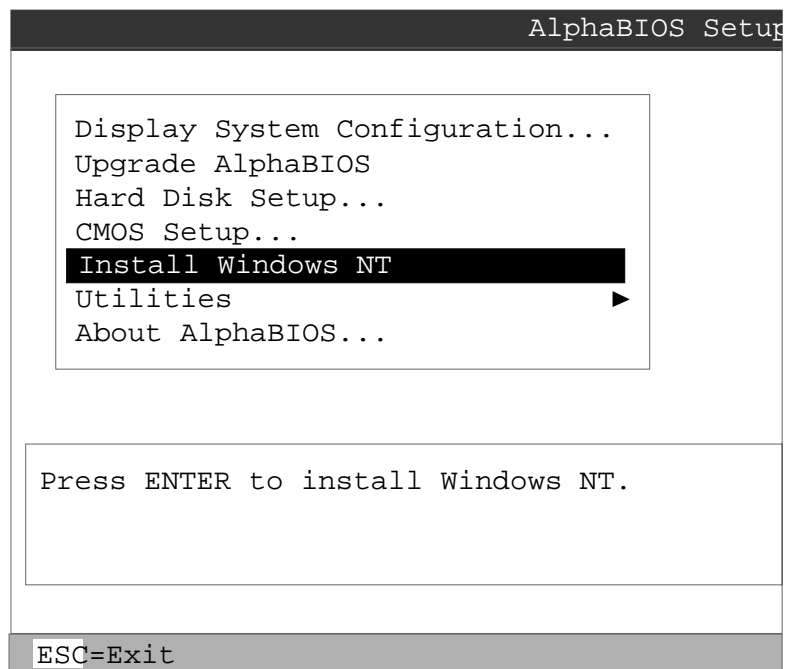 AlphaBIOS Setup
Display System Configuration...
Upgrade AlphaBIOS
Hard Disk Setup...
CMOS Setup...
Install Windows NT
Utilities
About AlphaBIOS...
Press ENTER to install Windows NT.
ESC=Exit